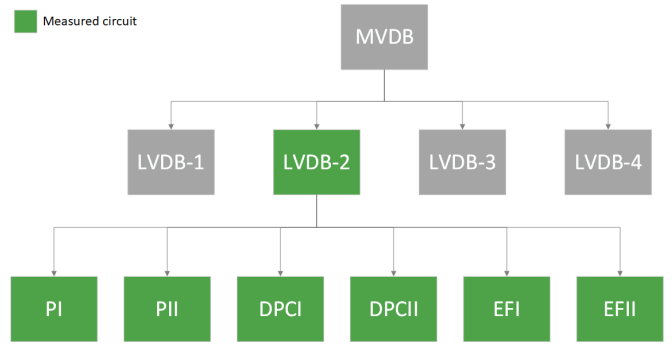 Measured circuit
MVDB
LVDB-1
LVDB-2
LVDB-3
LVDB-4
PI
PII
DPCI
DPCII
EFI
EFII